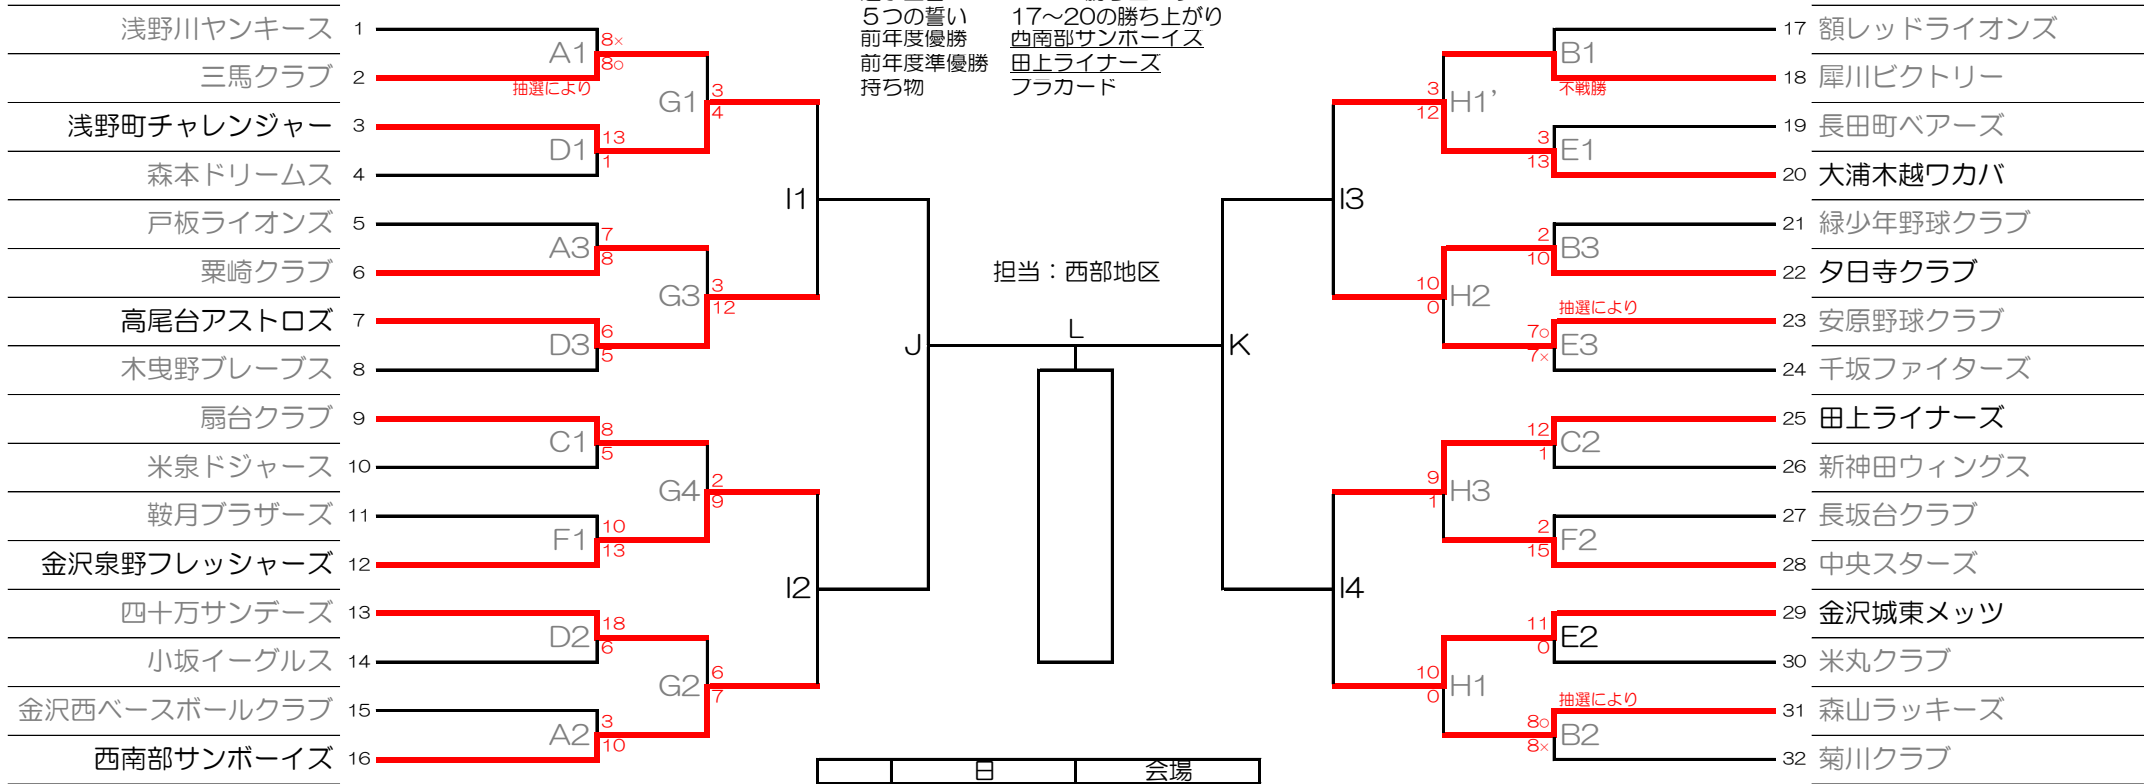 ５つの誓い　17～20の勝ち上がり
前年度優勝　西南部サンボーイズ
前年度準優勝　田上ライナーズ
持ち物　プラカード
浅野川ヤンキース 1
三馬クラブ 2
浅野町チャレンジャー 3
森本ドリームス 4
戸板ライオンズ 5
粟崎クラブ 6
高尾台アストロズ 7
木曳野ブレーブス 8
扇台クラブ 9
米泉ドジャース 10
鞍月ブラザーズ 11
金沢泉野フレッシャーズ 12
四十万サンデーズ 13
小坂イーグルス 14
金沢西ベースボールクラブ 15
西南部サンボーイズ 16
A1 8× 8○
抽選により
D1 13 1
A3 7 8
D3 6 5
C1 8 5
F1 10 13
D2 18 6
A2 3 10
G1 3 4
G3 3 12
G4 2 9
G2 6 7
I1
I2
J
担当：西部地区
L
K
I3
I4
3 12 H1’
10 0 H2
9 1 H3
10 0 H1
B1
不戦勝
3 13 E1
2 10 B3
抽選により
7○ 7× E3
12 1 C2
2 15 F2
11 0 E2
抽選により
8○ 8× B2
17 額レッドライオンズ
18 犀川ビクトリー
19 長田町ベアーズ
20 大浦木越ワカバ
21 緑少年野球クラブ
22 夕日寺クラブ
23 安原野球クラブ
24 千坂ファイターズ
25 田上ライナーズ
26 新神田ウィングス
27 長坂台クラブ
28 中央スターズ
29 金沢城東メッツ
30 米丸クラブ
31 森山ラッキーズ
32 菊川クラブ
日　会場